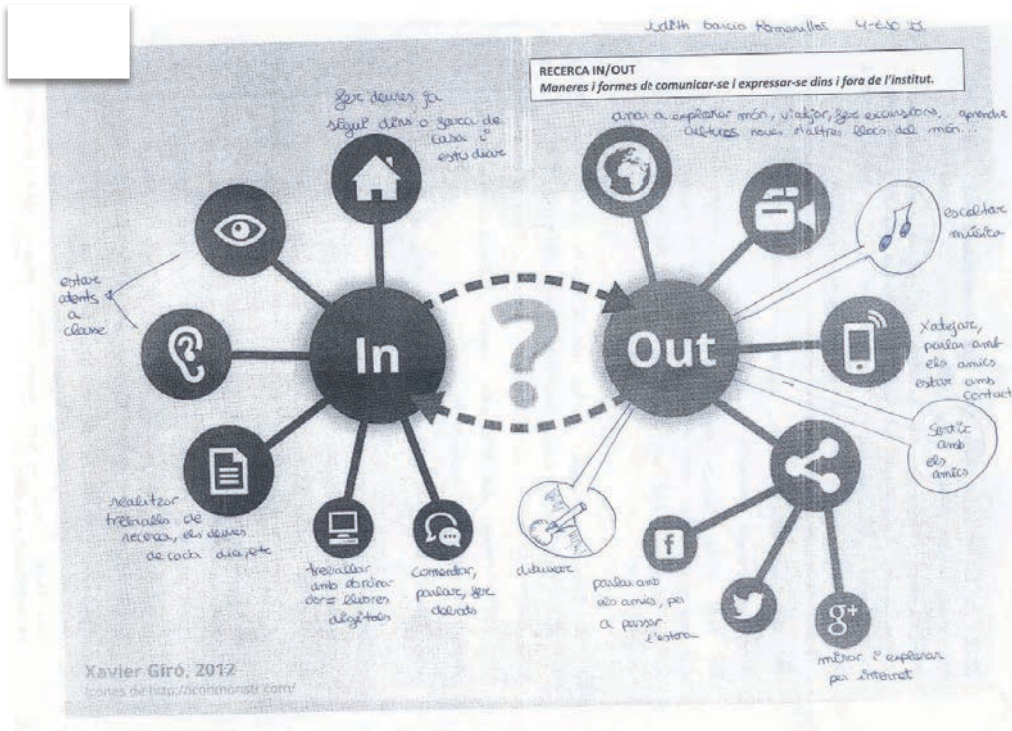 Judith Garcia Romanillos 4-ESO B
RECERCA IN/OUT
Maneres i formes de comunicar-se i expressar-se dins i fora de l'institut.
fer deures ja
sigui dins o fora de
casa i
estudiar
anar a explorar món, viatjar, fer excursions, aprendre
cultures noves d'altres llocs del món...
escoltar
música
estar
atents
a
classe
In
?
Out
Xatejar,
parlar amb
els amics
estar amb
contact
Sortir
amb
els
amics
realitzar
treballs de
recerca, els deures
de cada dia, etc
treballar
amb ordina
dor= llibres
digitals
comentar,
parlar, fer
debats
dibuixar
f
parlar amb
els amics, per
a passar
l'estona
g+
mirar i explorar
per internet
Xavier Giró, 2012
Icones de http://iconmonstr.com/